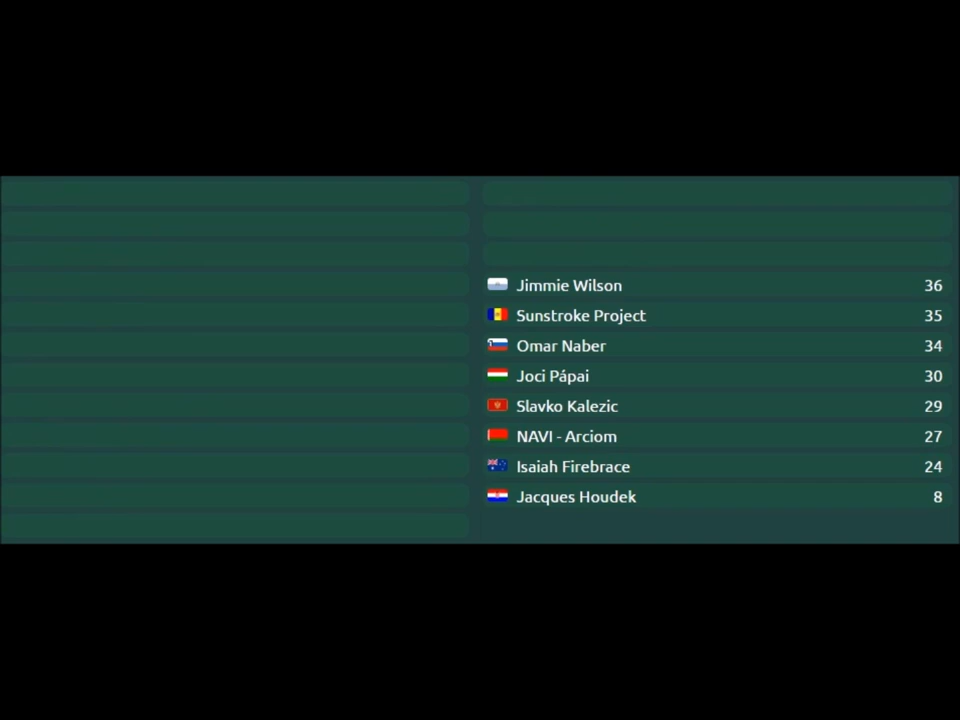 Jimmie Wilson 36
Sunstroke Project 35
Omar Naber 34
Joci Pápai 30
Slavko Kalezic 29
NAVI - Arciom 27
Isaiah Firebrace 24
Jacques Houdek 8